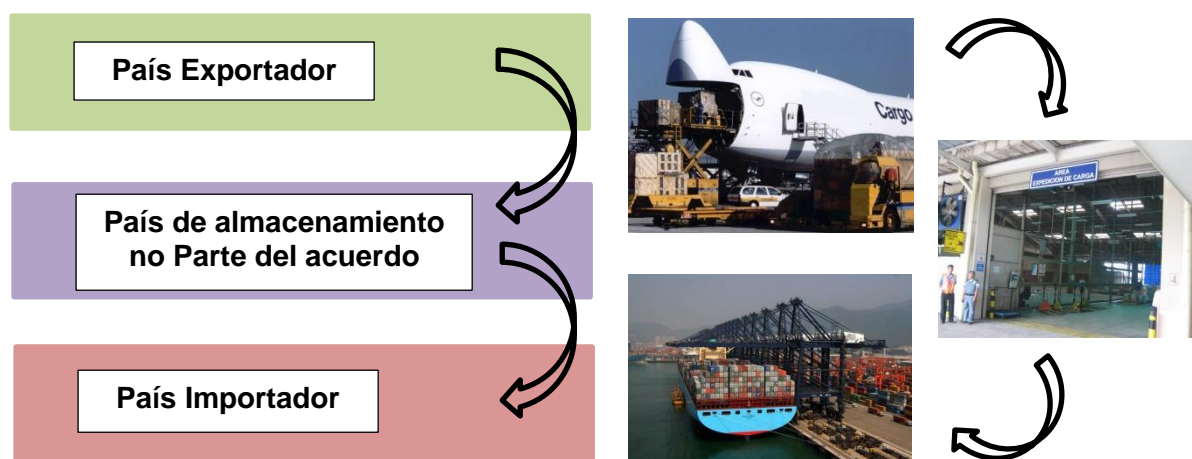 País Exportador
País de almacenamiento
no Parte del acuerdo
País Importador
Cargo
AREA
EXPEDICION DE CARGA